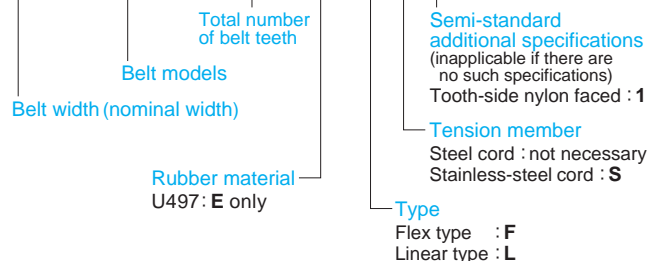 Total number
of belt teeth
Belt models
Belt width (nominal width)
Rubber material
U497: E only
Semi-standard
additional specifications
(inapplicable if there are
no such specifications)
Tooth-side nylon faced : 1
Tension member
Steel cord : not necessary
Stainless-steel cord : S
Type
Flex type : F
Linear type : L